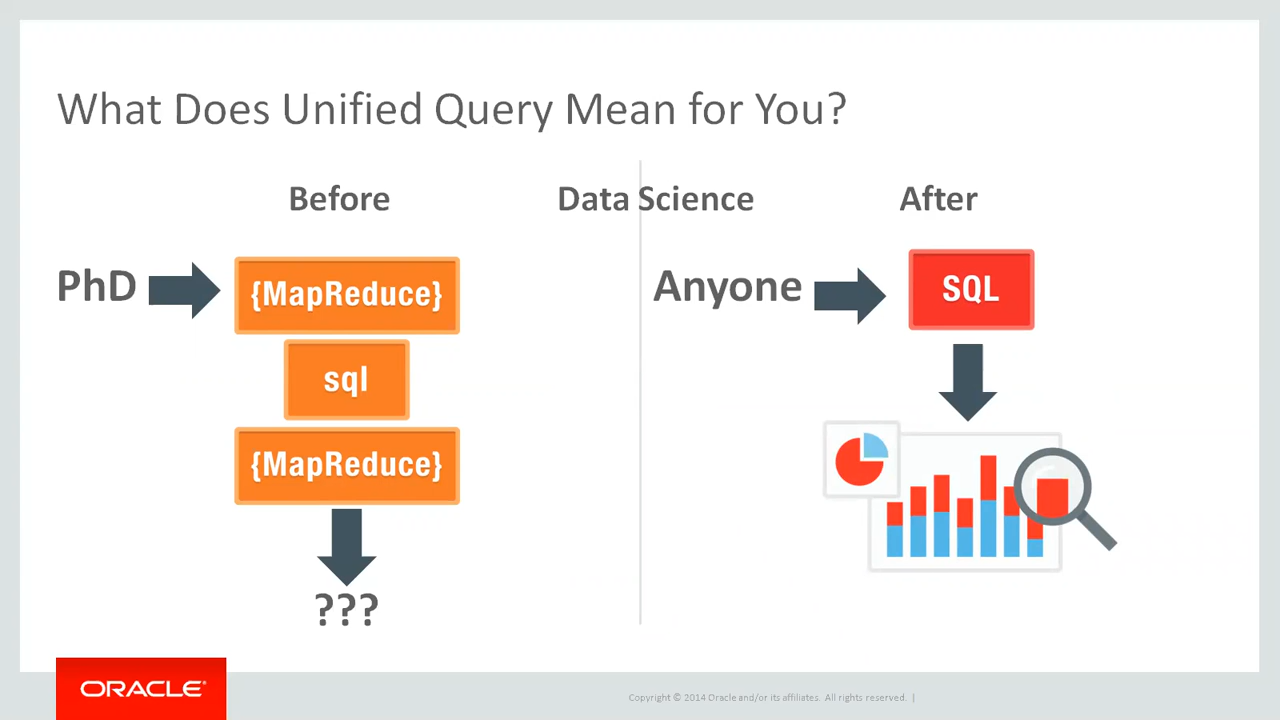 What Does Unified Query Mean for You?
Before
Data Science
After
PhD
{MapReduce}
sql
{MapReduce}
???
Anyone
SQL
ORACLE®
Copyright © 2014 Oracle and/or its affiliates. All rights reserved. |